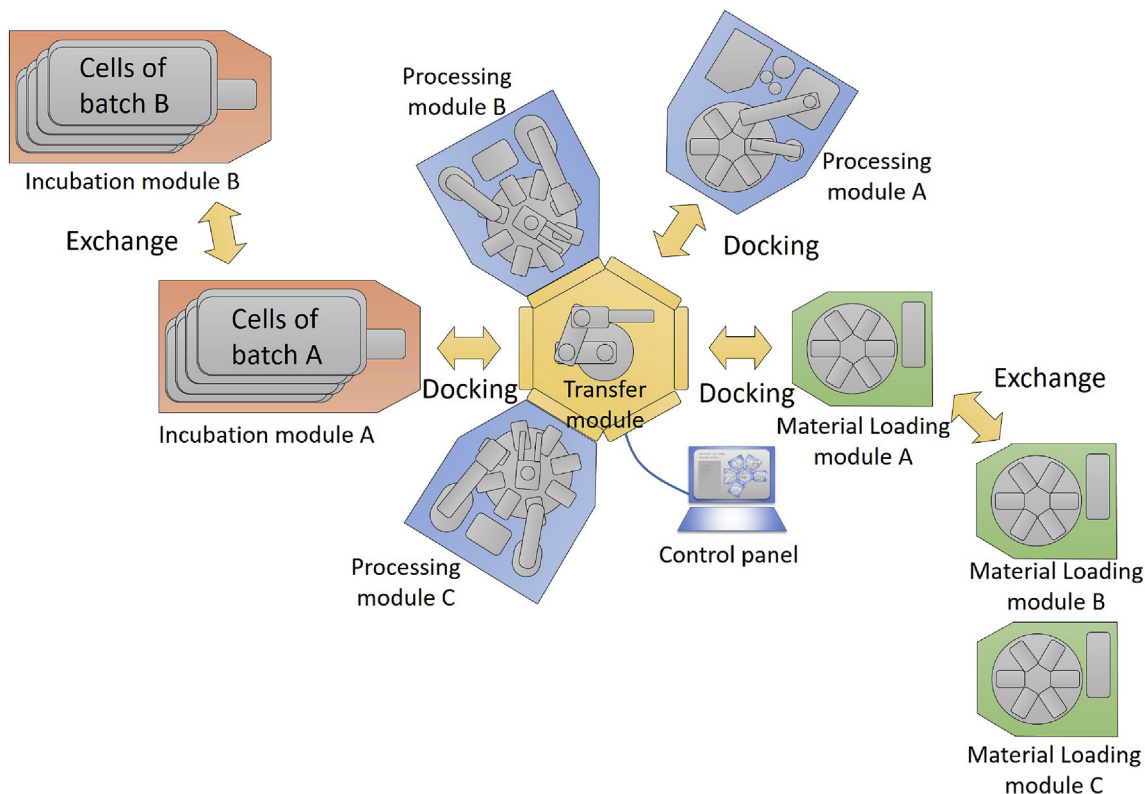 Cells of
batch B
Incubation module B
Exchange
Processing
module B
Processing
module A
Docking
Cells of
batch A
Incubation module A
Docking
Transfer
module
Docking
Material Loading
module A
Exchange
Processing
module C
Control panel
Material Loading
module B
Material Loading
module C